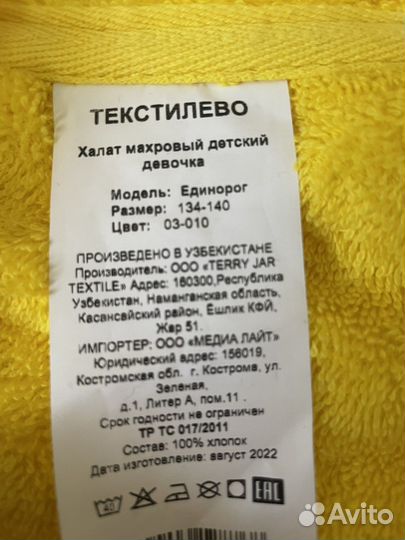 ТЕКСТИЛЕВО
Халат махровый детский
девочка
Модель: Единорог
Размер: 134-140
Цвет: 03-010
ПРОИЗВЕДЕНО В УЗБЕКИСТАНЕ
Производитель: ООО «TERRY JAR
TEXTILE» Адрес: 160300,Республика
Узбекистан, Наманганская область,
Касансайский район, Ёшлик КФЙ,
Жар 51.
ИМПОРТЕР: ООО «МЕДИА ЛАЙТ»
Юридический адрес: 156019,
Костромская обл. г. Кострома, ул.
Зеленая,
д.1, Литер А, пом.11 .
Срок годности не ограничен
ТР ТС 017/2011
Состав: 100% хлопок
Дата изготовления: август 2022
40 EAC
Avito